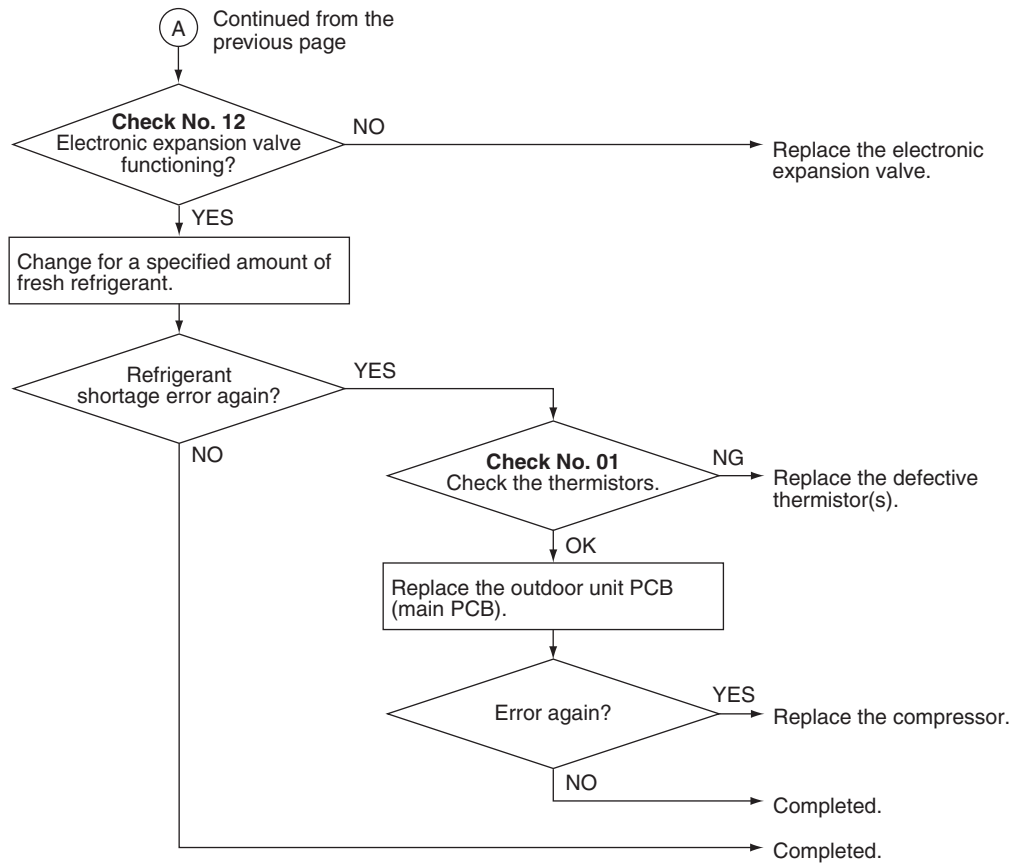 A
Continued from the
previous page
Check No. 12
Electronic expansion valve
functioning?
NO
Replace the electronic
expansion valve.
YES
Change for a specified amount of
fresh refrigerant.
Refrigerant
shortage error again?
YES
NO
Check No. 01
Check the thermistors.
NG
Replace the defective
thermistor(s).
OK
Replace the outdoor unit PCB
(main PCB).
Error again?
YES
Replace the compressor.
NO
Completed.
Completed.